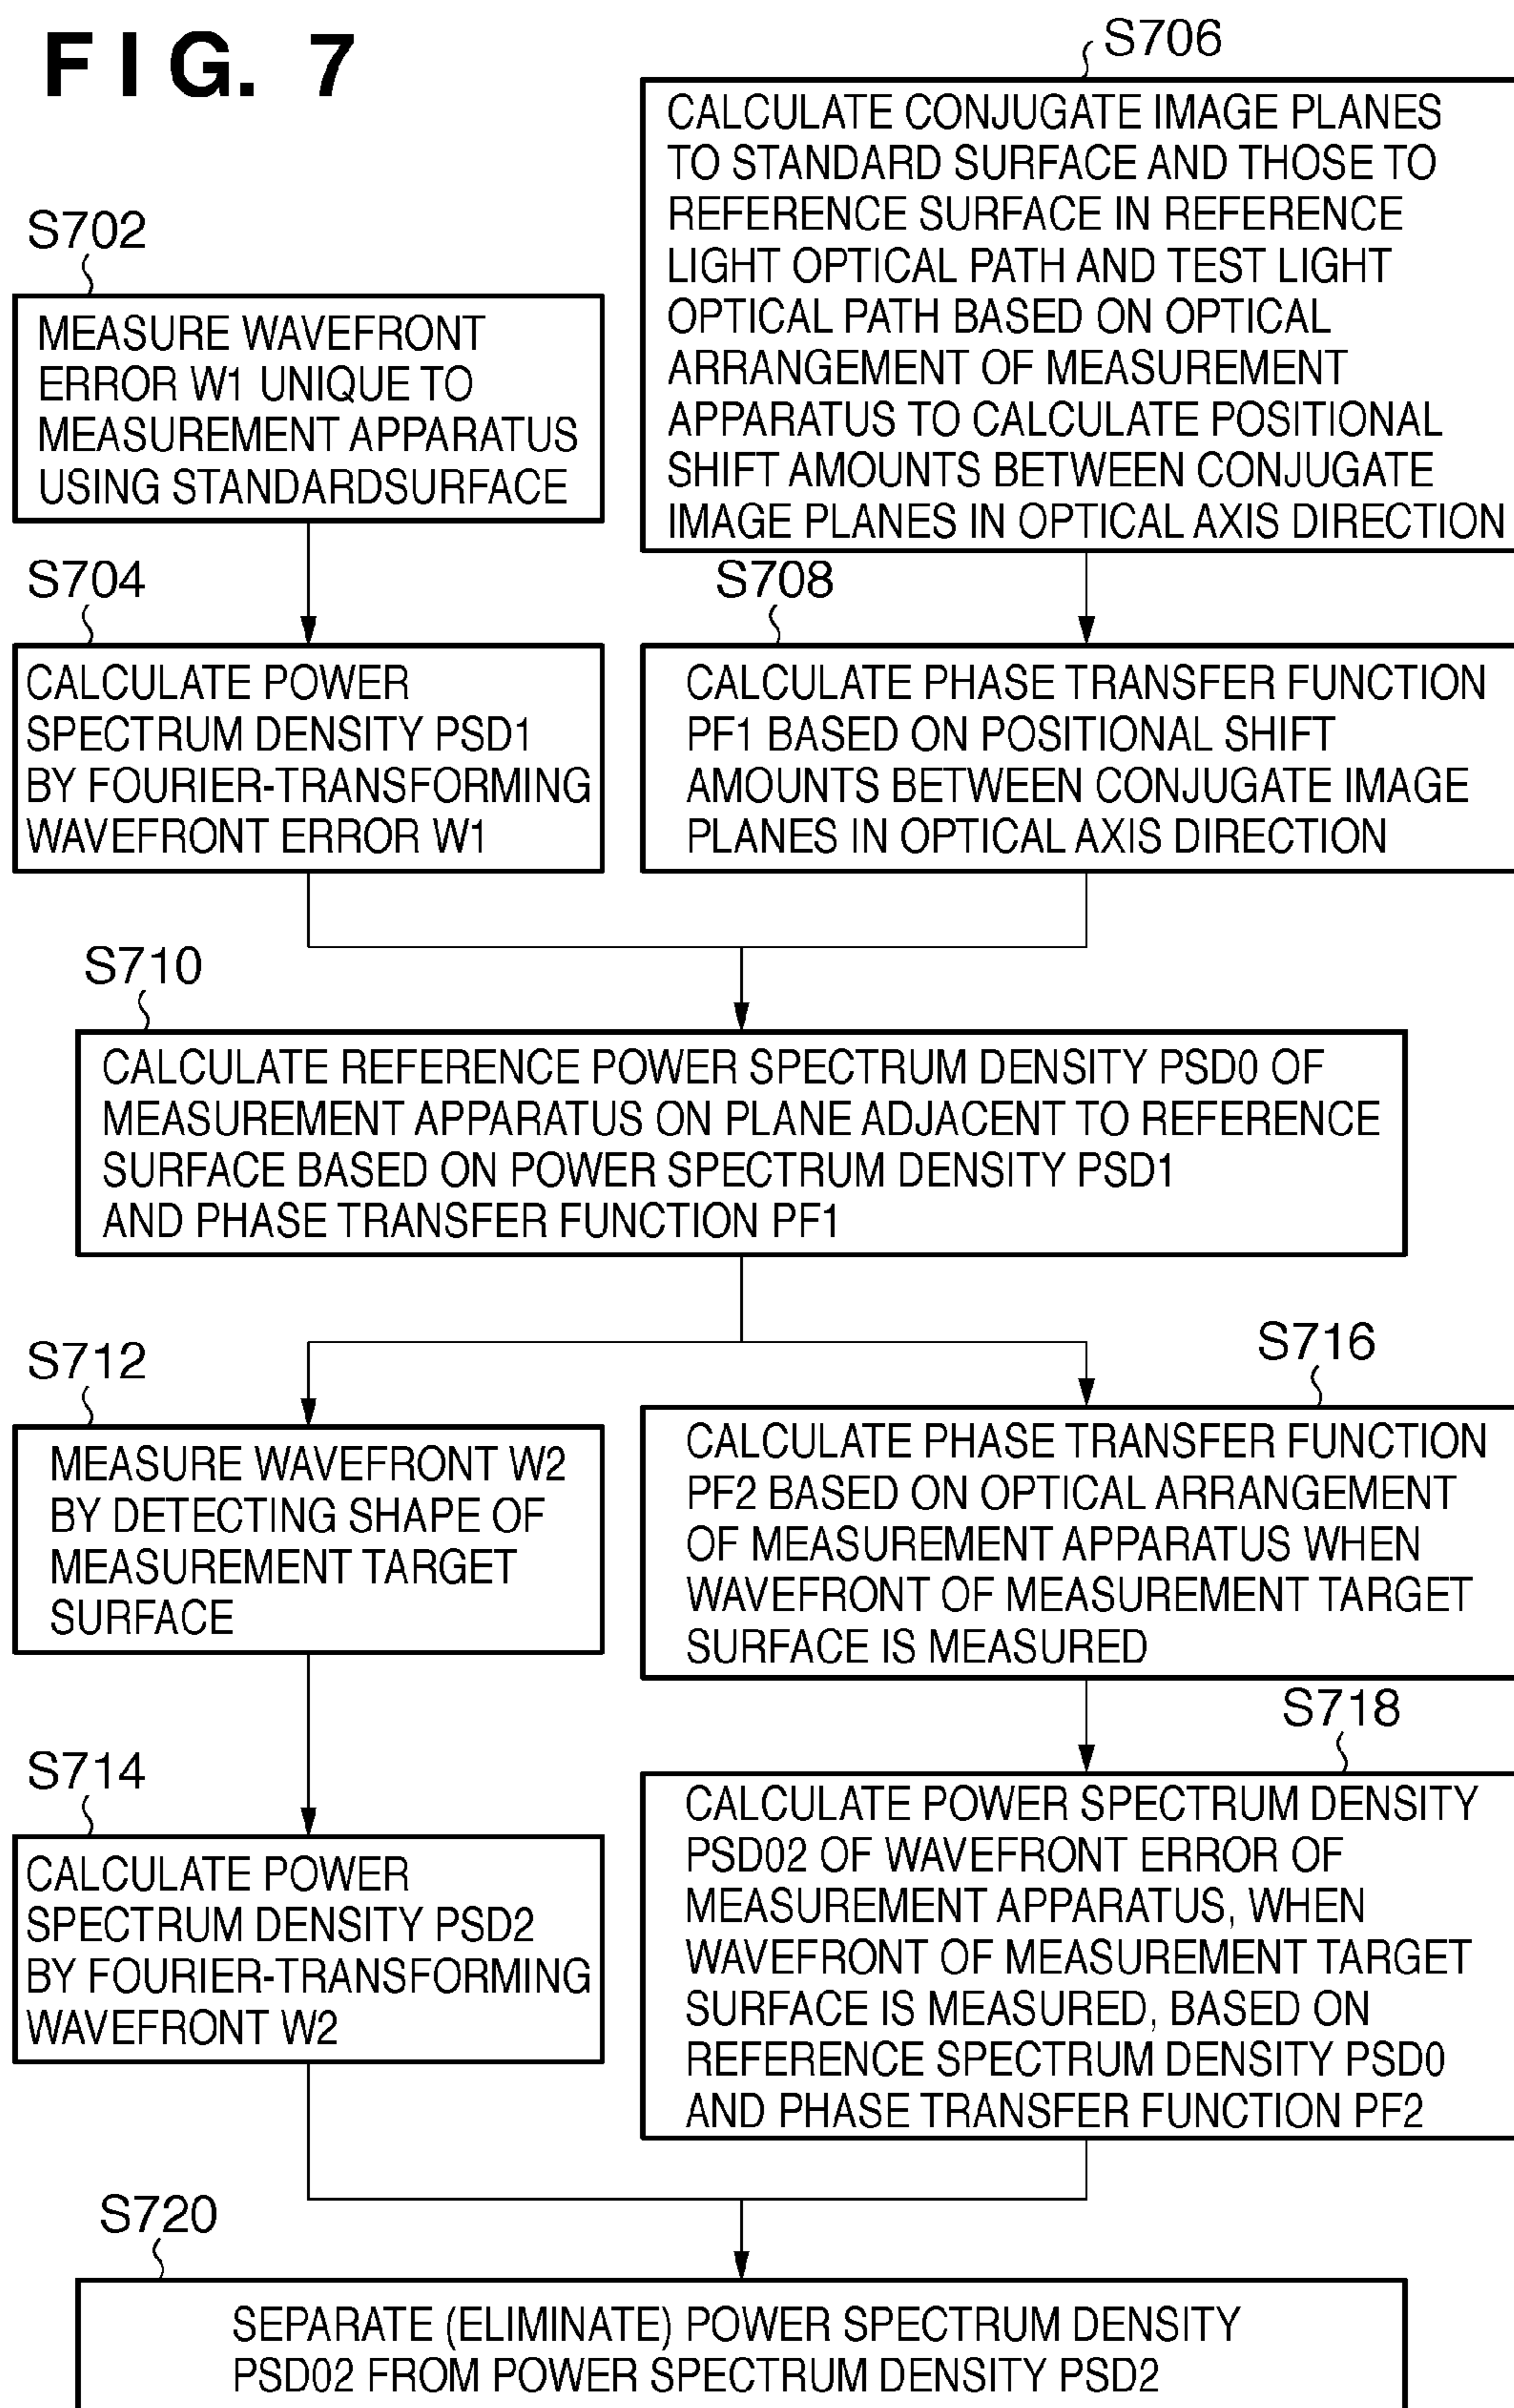 FIG. 7
S706
CALCULATE CONJUGATE IMAGE PLANES
TO STANDARD SURFACE AND THOSE TO
REFERENCE SURFACE IN REFERENCE
LIGHT OPTICAL PATH AND TEST LIGHT
OPTICAL PATH BASED ON OPTICAL
ARRANGEMENT OF MEASUREMENT
APPARATUS TO CALCULATE POSITIONAL
SHIFT AMOUNTS BETWEEN CONJUGATE
IMAGE PLANES IN OPTICAL AXIS DIRECTION
S702
MEASURE WAVEFRONT
ERROR W1 UNIQUE TO
MEASUREMENT APPARATUS
USING STANDARDSURFACE
S704
CALCULATE POWER
SPECTRUM DENSITY PSD1
BY FOURIER-TRANSFORMING
WAVEFRONT ERROR W1
S708
CALCULATE PHASE TRANSFER FUNCTION
PF1 BASED ON POSITIONAL SHIFT
AMOUNTS BETWEEN CONJUGATE IMAGE
PLANES IN OPTICAL AXIS DIRECTION
S710
CALCULATE REFERENCE POWER SPECTRUM DENSITY PSD0 OF
MEASUREMENT APPARATUS ON PLANE ADJACENT TO REFERENCE
SURFACE BASED ON POWER SPECTRUM DENSITY PSD1
AND PHASE TRANSFER FUNCTION PF1
S712
MEASURE WAVEFRONT W2
BY DETECTING SHAPE OF
MEASUREMENT TARGET
SURFACE
S716
CALCULATE PHASE TRANSFER FUNCTION
PF2 BASED ON OPTICAL ARRANGEMENT
OF MEASUREMENT APPARATUS WHEN
WAVEFRONT OF MEASUREMENT TARGET
SURFACE IS MEASURED
S714
CALCULATE POWER
SPECTRUM DENSITY PSD2
BY FOURIER-TRANSFORMING
WAVEFRONT W2
S718
CALCULATE POWER SPECTRUM DENSITY
PSD02 OF WAVEFRONT ERROR OF
MEASUREMENT APPARATUS, WHEN
WAVEFRONT OF MEASUREMENT TARGET
SURFACE IS MEASURED, BASED ON
REFERENCE SPECTRUM DENSITY PSD0
AND PHASE TRANSFER FUNCTION PF2
S720
SEPARATE (ELIMINATE) POWER SPECTRUM DENSITY
PSD02 FROM POWER SPECTRUM DENSITY PSD2